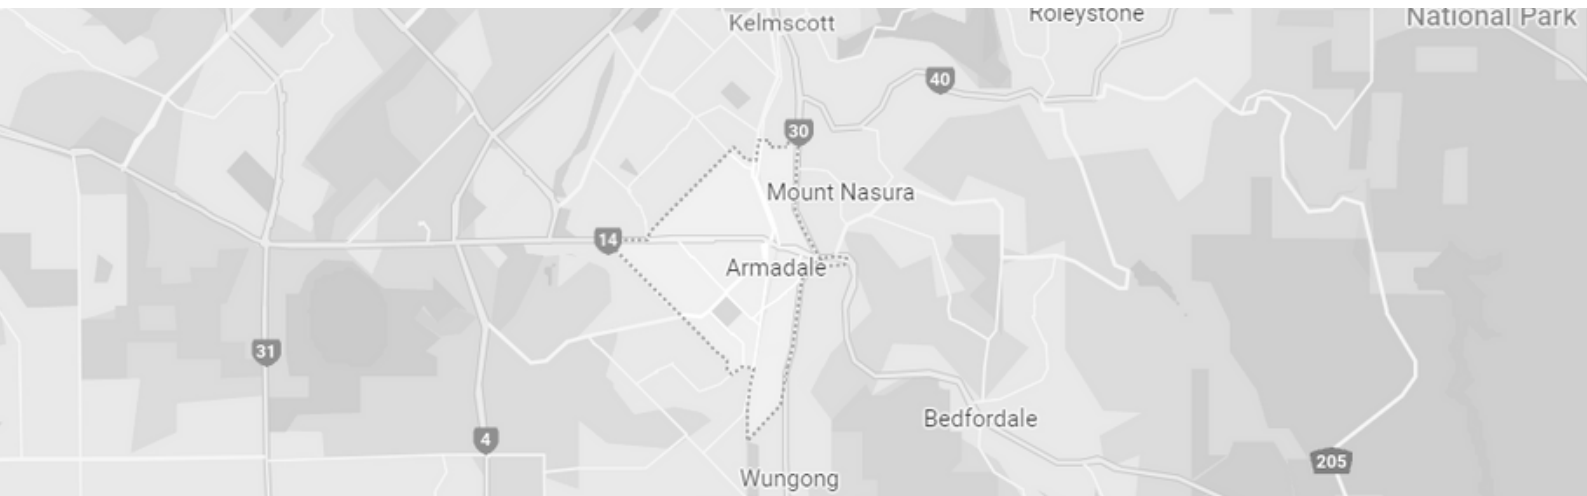 Roleystone
National Park
Kelmscott
40
30
Mount Nasura
14
Armadale
31
Bedfordale
4
205
Wungong